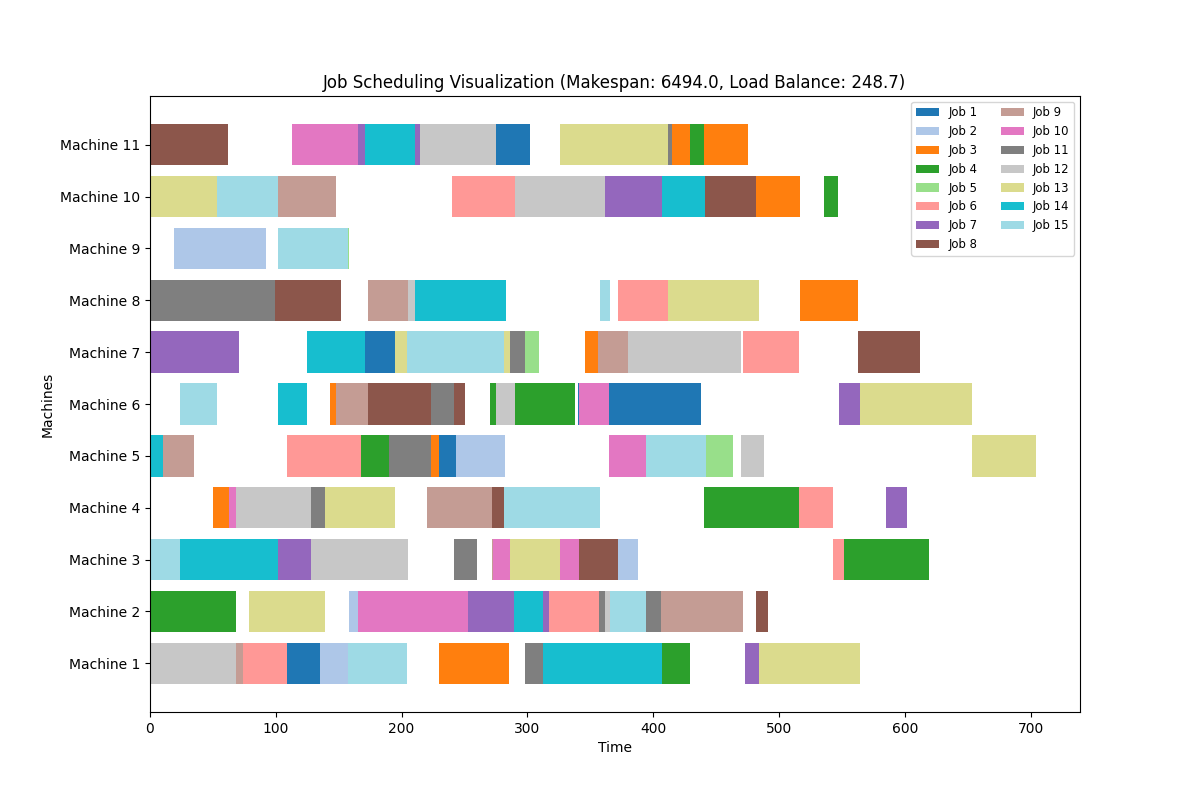 Job Scheduling Visualization (Makespan: 6494.0, Load Balance: 248.7)
Job 1
Job 2
Job 3
Job 4
Job 5
Job 6
Job 7
Job 8
Job 9
Job 10
Job 11
Job 12
Job 13
Job 14
Job 15
Machines
Machine 11
Machine 10
Machine 9
Machine 8
Machine 7
Machine 6
Machine 5
Machine 4
Machine 3
Machine 2
Machine 1
0 100 200 300 400 500 600 700
Time